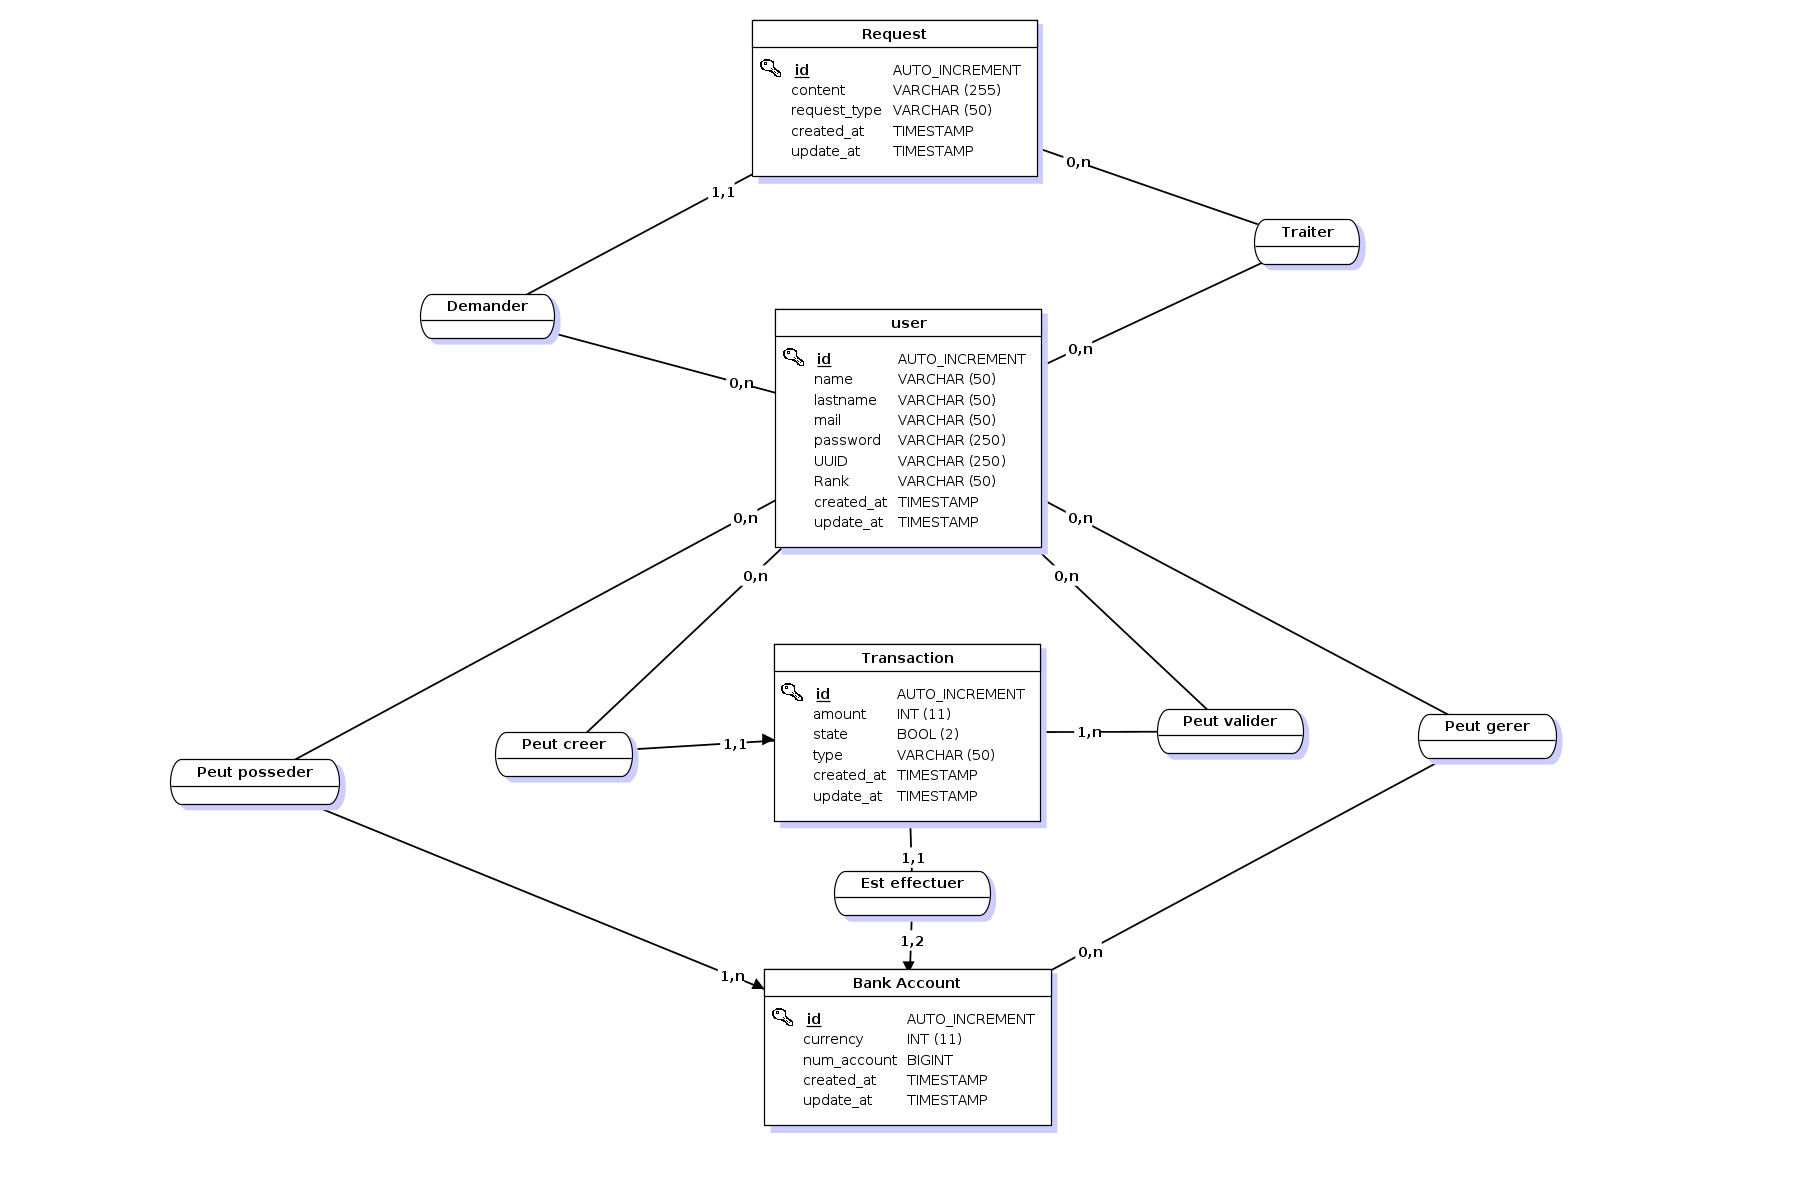 Request
id AUTO_INCREMENT
content VARCHAR (255)
request_type VARCHAR (50)
created_at TIMESTAMP
update_at TIMESTAMP
0,n
1,1
Traiter
Demander
user
id AUTO_INCREMENT
name VARCHAR (50)
lastname VARCHAR (50)
mail VARCHAR (50)
password VARCHAR (250)
UUID VARCHAR (250)
Rank VARCHAR (50)
created_at TIMESTAMP
update_at TIMESTAMP
0,n
0,n
0,n
0,n
0,n
0,n
Transaction
id AUTO_INCREMENT
amount INT (11)
state BOOL (2)
type VARCHAR (50)
created_at TIMESTAMP
update_at TIMESTAMP
Peut posseder
Peut creer
1,1
1,n
Peut valider
Peut gerer
1,1
Est effectuer
1,2
1,n
0,n
Bank Account
id AUTO_INCREMENT
currency INT (11)
num_account BIGINT
created_at TIMESTAMP
update_at TIMESTAMP